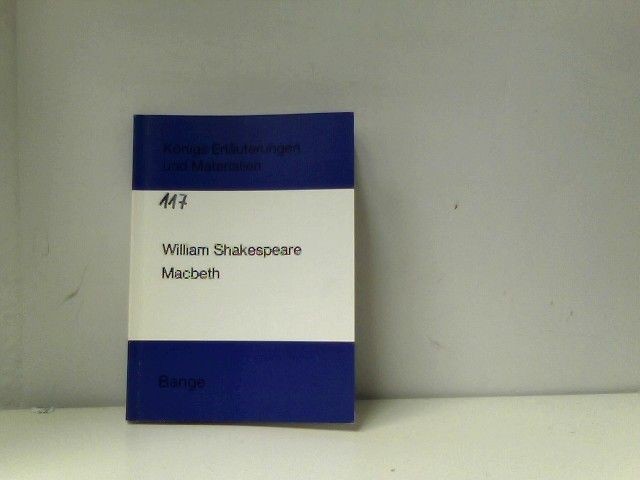 Königs Erläuterungen
und Materialien
117
William Shakespeare
Macbeth
Bange